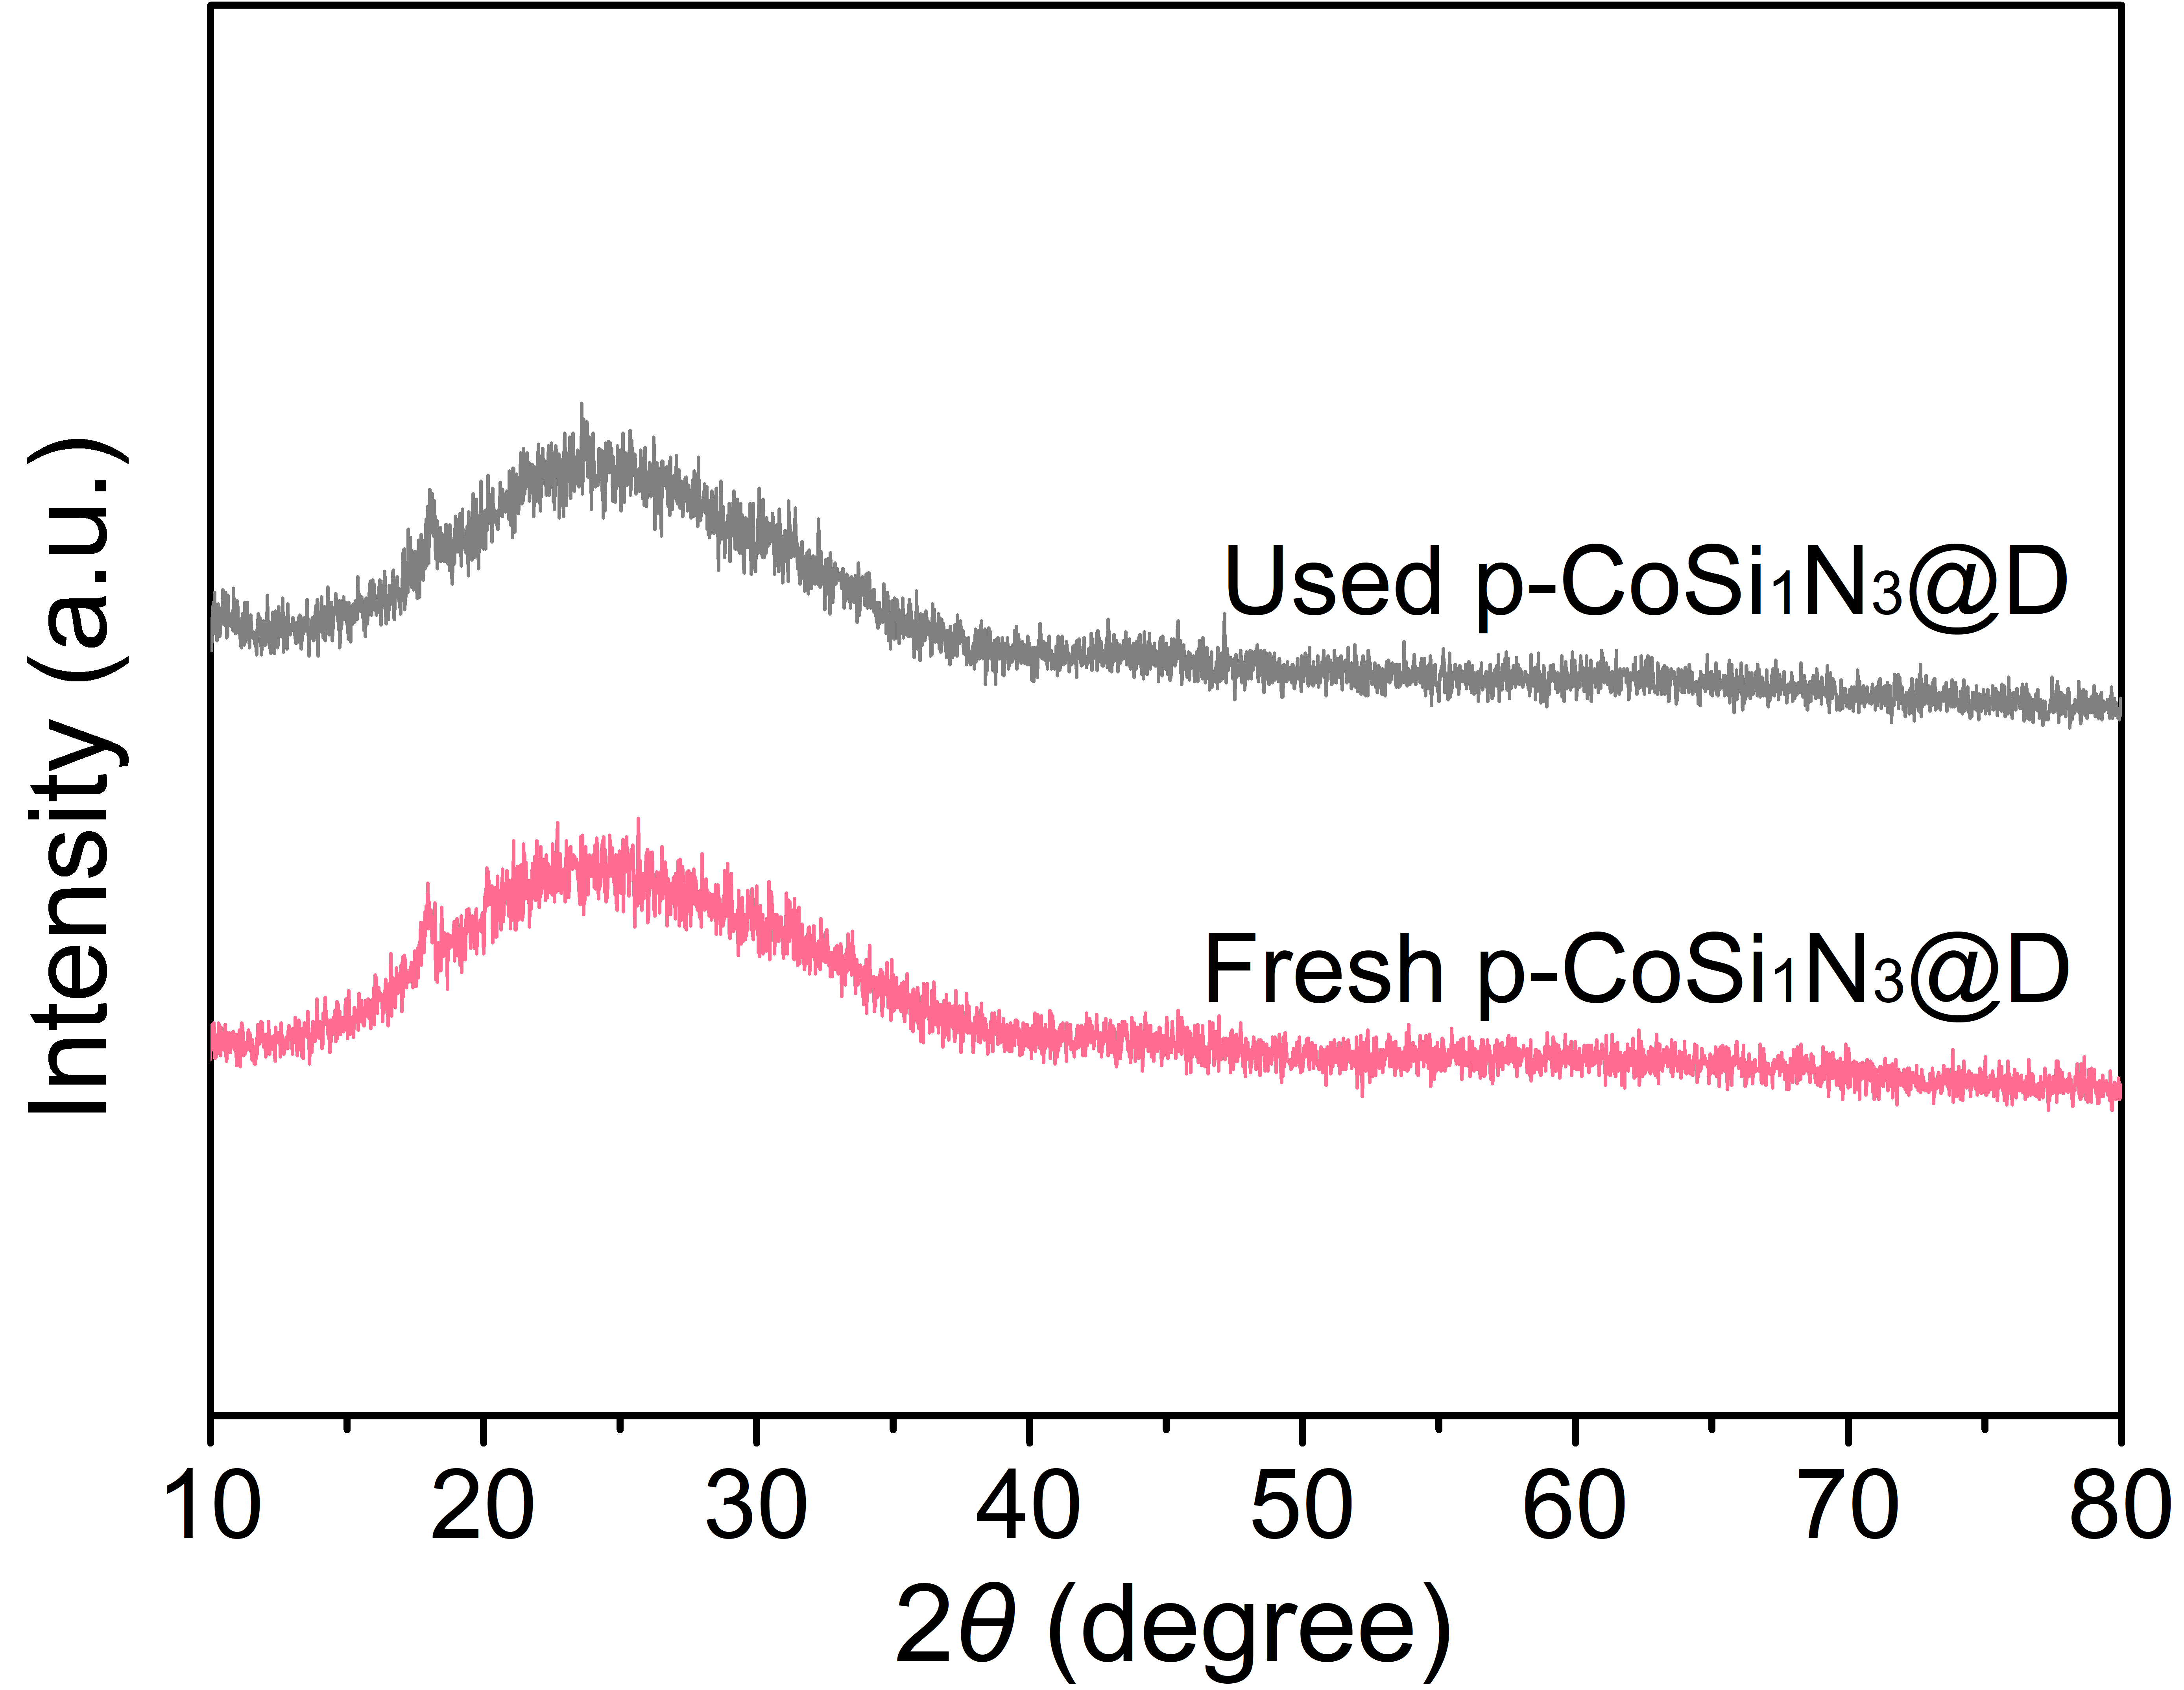 Intensity (a.u.)
Used p-CoSi1N3@D
Fresh p-CoSi1N3@D
10 20 30 40 50 60 70 80
2θ (degree)